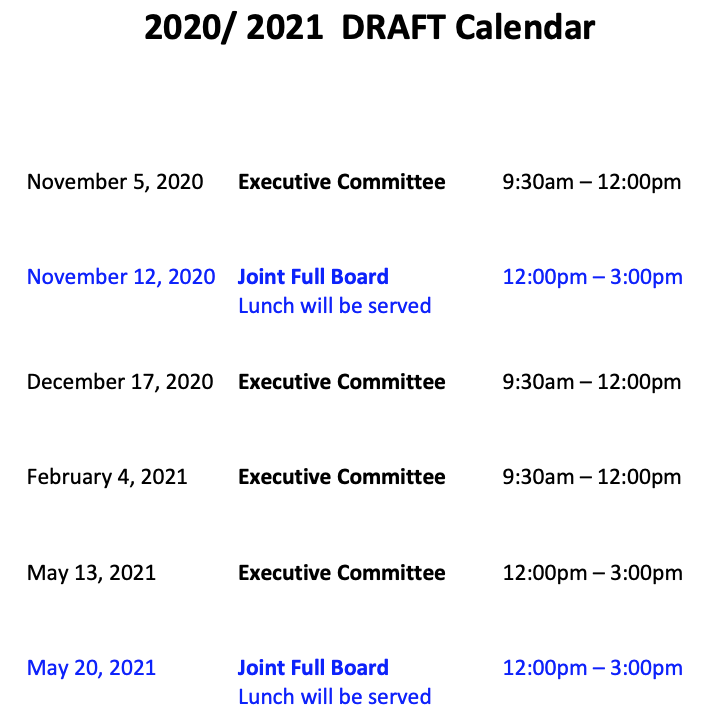 2020/ 2021  DRAFT Calendar
November 5, 2020 Executive Committee 9:30am – 12:00pm
November 12, 2020 Joint Full Board 12:00pm – 3:00pm
Lunch will be served
December 17, 2020 Executive Committee 9:30am – 12:00pm
February 4, 2021 Executive Committee 9:30am – 12:00pm
May 13, 2021 Executive Committee 12:00pm – 3:00pm
May 20, 2021 Joint Full Board 12:00pm – 3:00pm
Lunch will be served